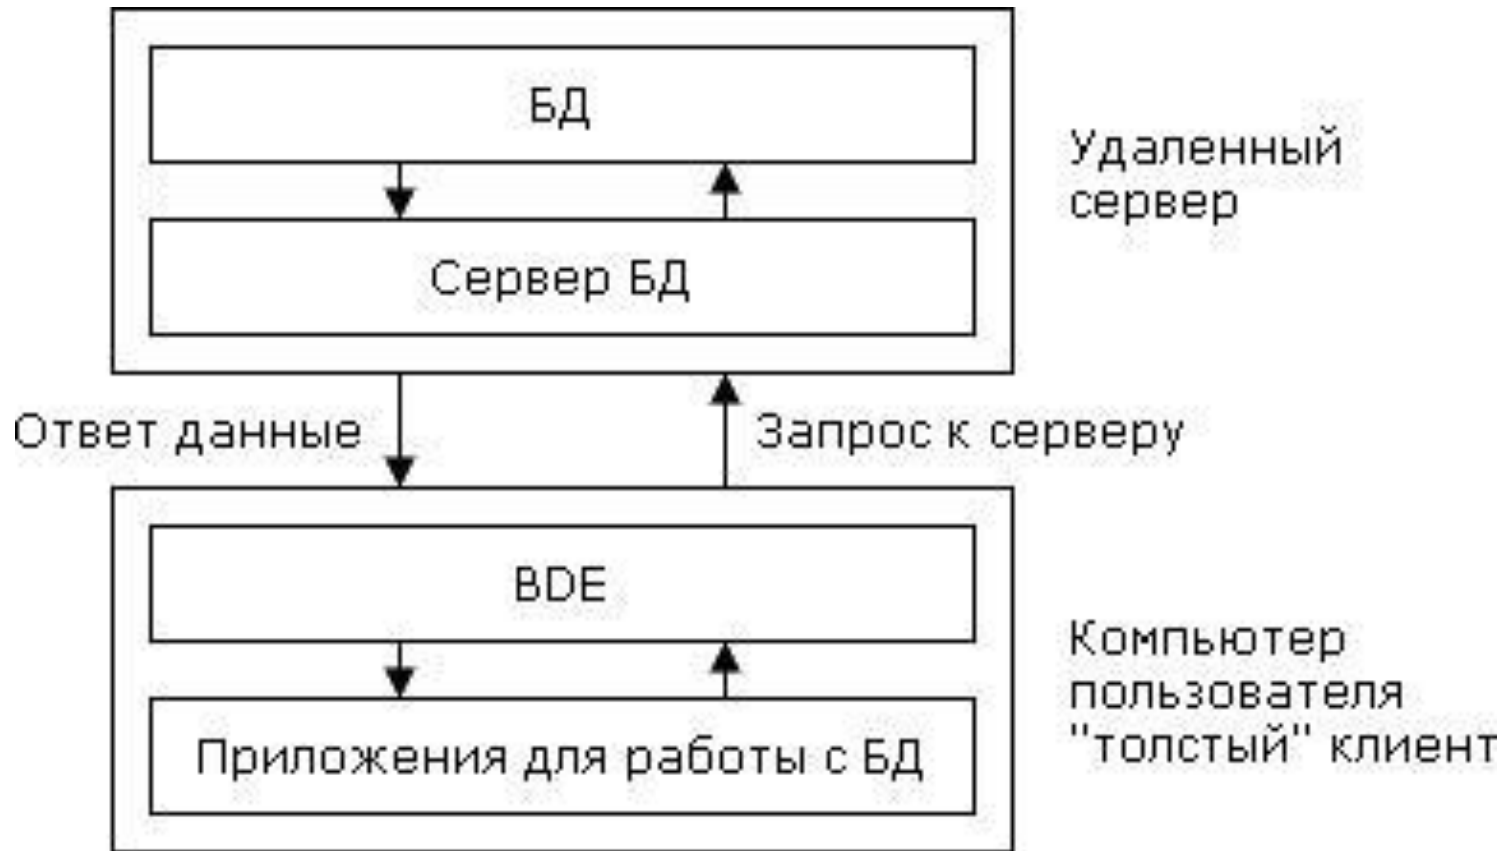 БД
Удаленный
сервер
Сервер БД
Ответ данные
Запрос к серверу
BDE
Компьютер
пользователя
"толстый" клиент
Приложения для работы с БД